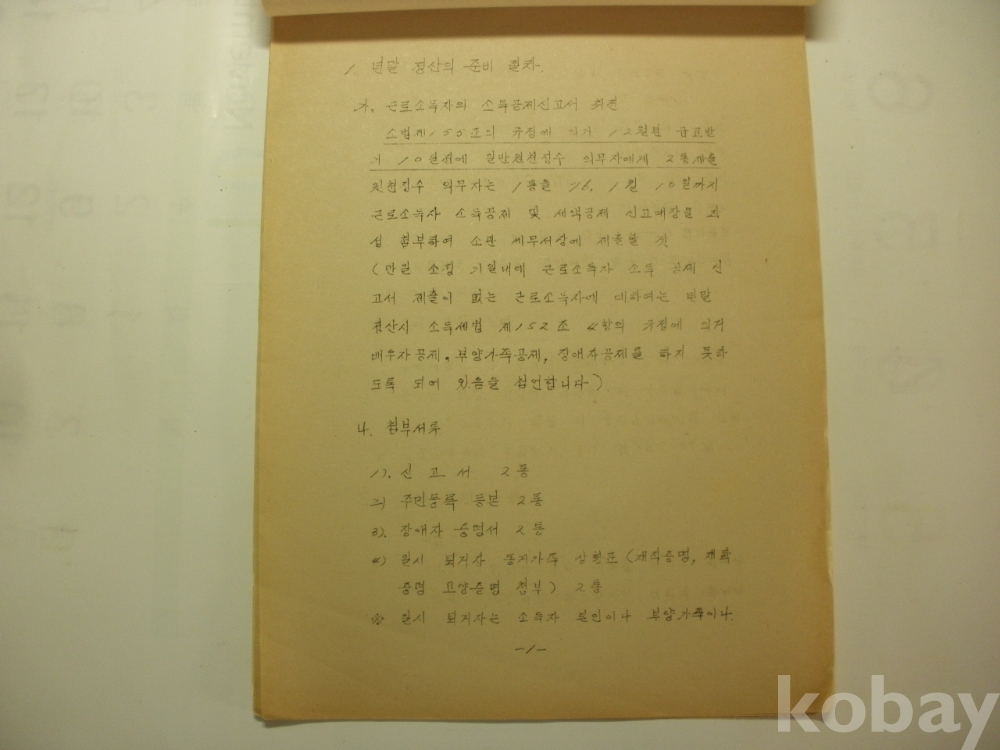 1. 년말 정산의 준비 절차.
가. 근로소득자의 소득공제신고서 회전
소법제155조의 규정에 의거 12월분 급료받
기 10일전에 일반원천징수 의무자에게 2통제출
원천징수 의무자는 1통을 76. 1월 10일까지
근로소득자 소득공제 및 세액공제 신고대장을
첨부하여 소관 세무서장에 제출할 것
(만일 소정 기일내에 근로소득자 소득 공제 신
고서 제출이 없는 근로소득자에 대하여는 년말
정산시 소득세법 제152조 4항의 규정에 의거
배우자공제, 부양가족공제, 장애자공제를 하지 못하
도록 되어 있음을 첨언합니다)
나. 첨부서류
1). 신 고 서 2통
2) 주민등록 등본 2통
3). 장애자 증명서 2통
4) 일시 퇴거자 동거가족 상황표 (재직증명, 재학
증명 요양증명 첨부) 2통
※ 일시 퇴거자는 소득자 본인이나 부양가족이나.
-1-
kobay